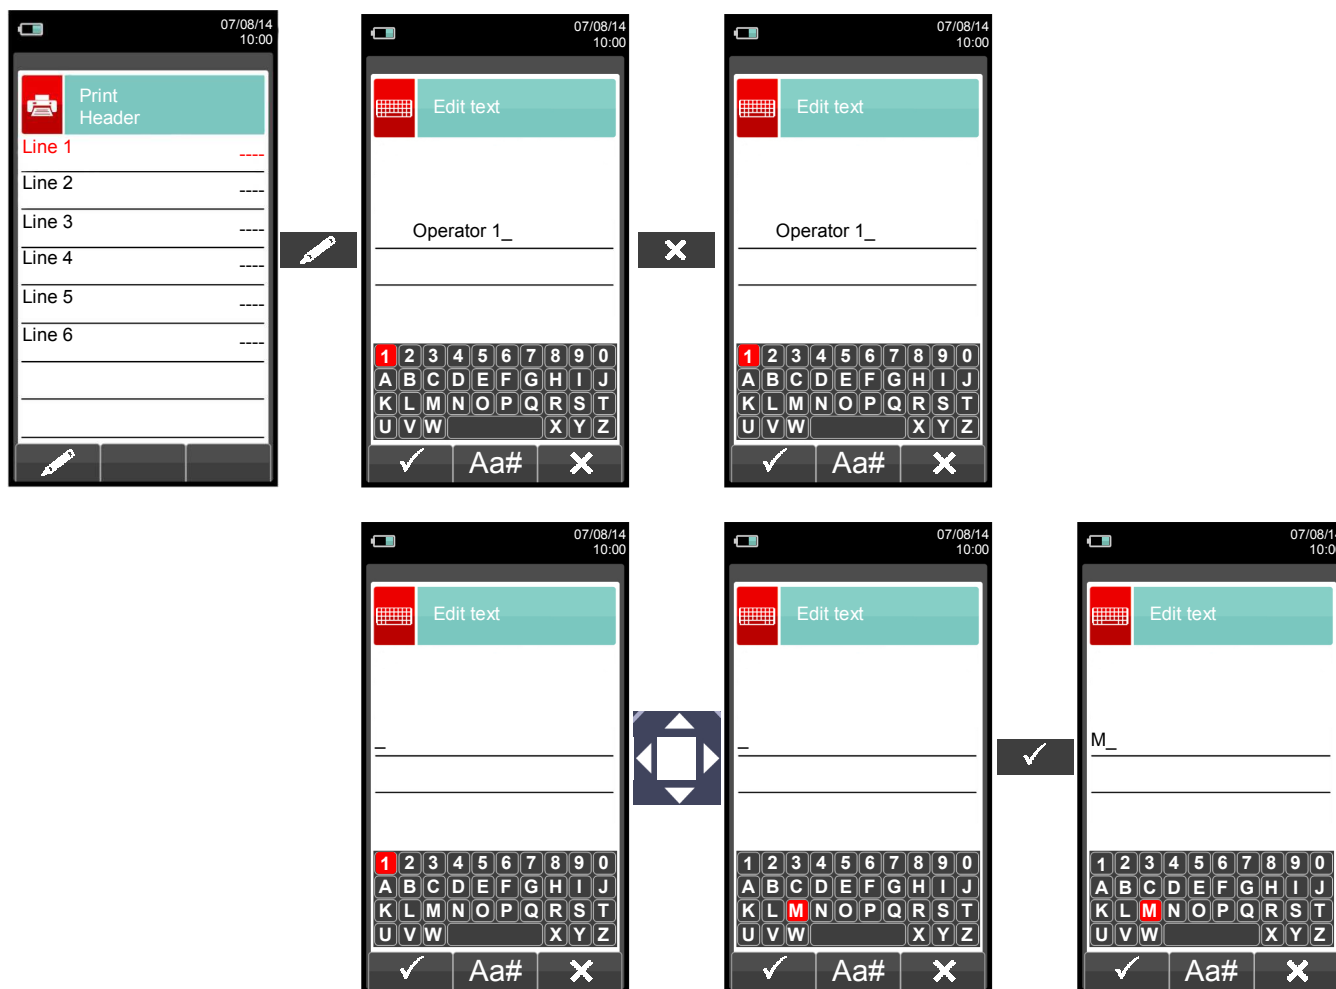 07/08/14
10:00
Print
Header
Line 1 ----
Line 2 ----
Line 3 ----
Line 4 ----
Line 5 ----
Line 6 ----
07/08/14
10:00
Edit text
Operator 1_
1 2 3 4 5 6 7 8 9 0
A B C D E F G H I J
K L M N O P Q R S T
U V W X Y Z
Aa#
07/08/14
10:00
Edit text
Operator 1_
1 2 3 4 5 6 7 8 9 0
A B C D E F G H I J
K L M N O P Q R S T
U V W X Y Z
Aa#
07/08/14
10:00
Edit text
_
1 2 3 4 5 6 7 8 9 0
A B C D E F G H I J
K L M N O P Q R S T
U V W X Y Z
Aa#
07/08/14
10:00
Edit text
_
1 2 3 4 5 6 7 8 9 0
A B C D E F G H I J
K L M N O P Q R S T
U V W X Y Z
Aa#
07/08/14
10:00
Edit text
M_
1 2 3 4 5 6 7 8 9 0
A B C D E F G H I J
K L M N O P Q R S T
U V W X Y Z
Aa#